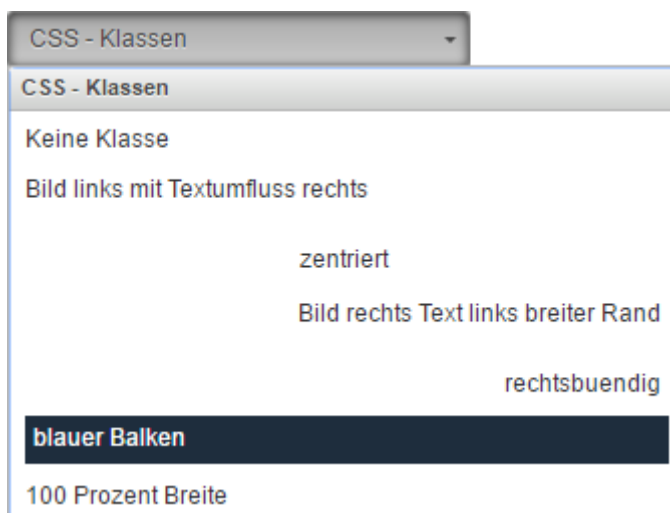 CSS - Klassen
CSS - Klassen
Keine Klasse
Bild links mit Textumfluss rechts
zentriert
Bild rechts Text links breiter Rand
rechtsbuendig
blauer Balken
100 Prozent Breite